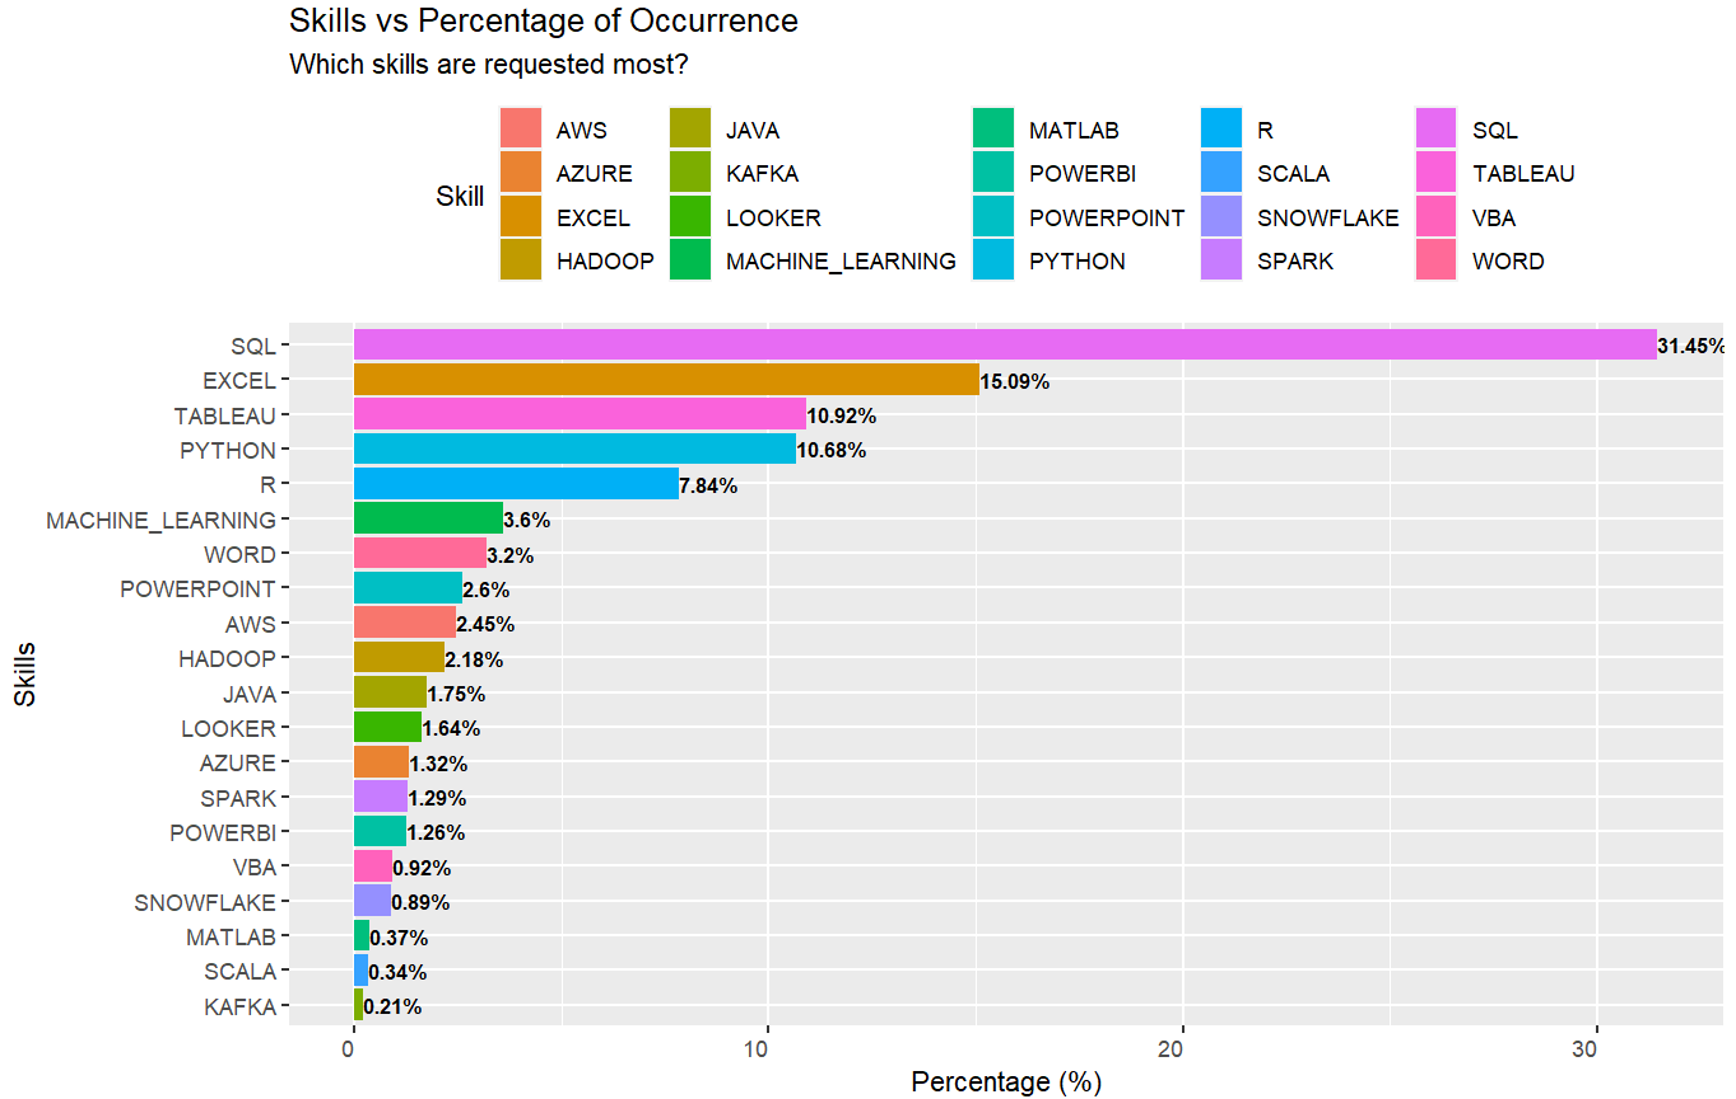 Skills vs Percentage of Occurrence
Which skills are requested most?
Skill
AWS JAVA MATLAB R SQL
AZURE KAFKA POWERBI SCALA TABLEAU
EXCEL LOOKER POWERPOINT SNOWFLAKE VBA
HADOOP MACHINE_LEARNING PYTHON SPARK WORD
SQL 31.45%
EXCEL 15.09%
TABLEAU 10.92%
PYTHON 10.68%
R 7.84%
MACHINE_LEARNING 3.6%
WORD 3.2%
POWERPOINT 2.6%
AWS 2.45%
HADOOP 2.18%
JAVA 1.75%
LOOKER 1.64%
AZURE 1.32%
SPARK 1.29%
POWERBI 1.26%
VBA 0.92%
SNOWFLAKE 0.89%
MATLAB 0.37%
SCALA 0.34%
KAFKA 0.21%
Skills
0 10 20 30
Percentage (%)